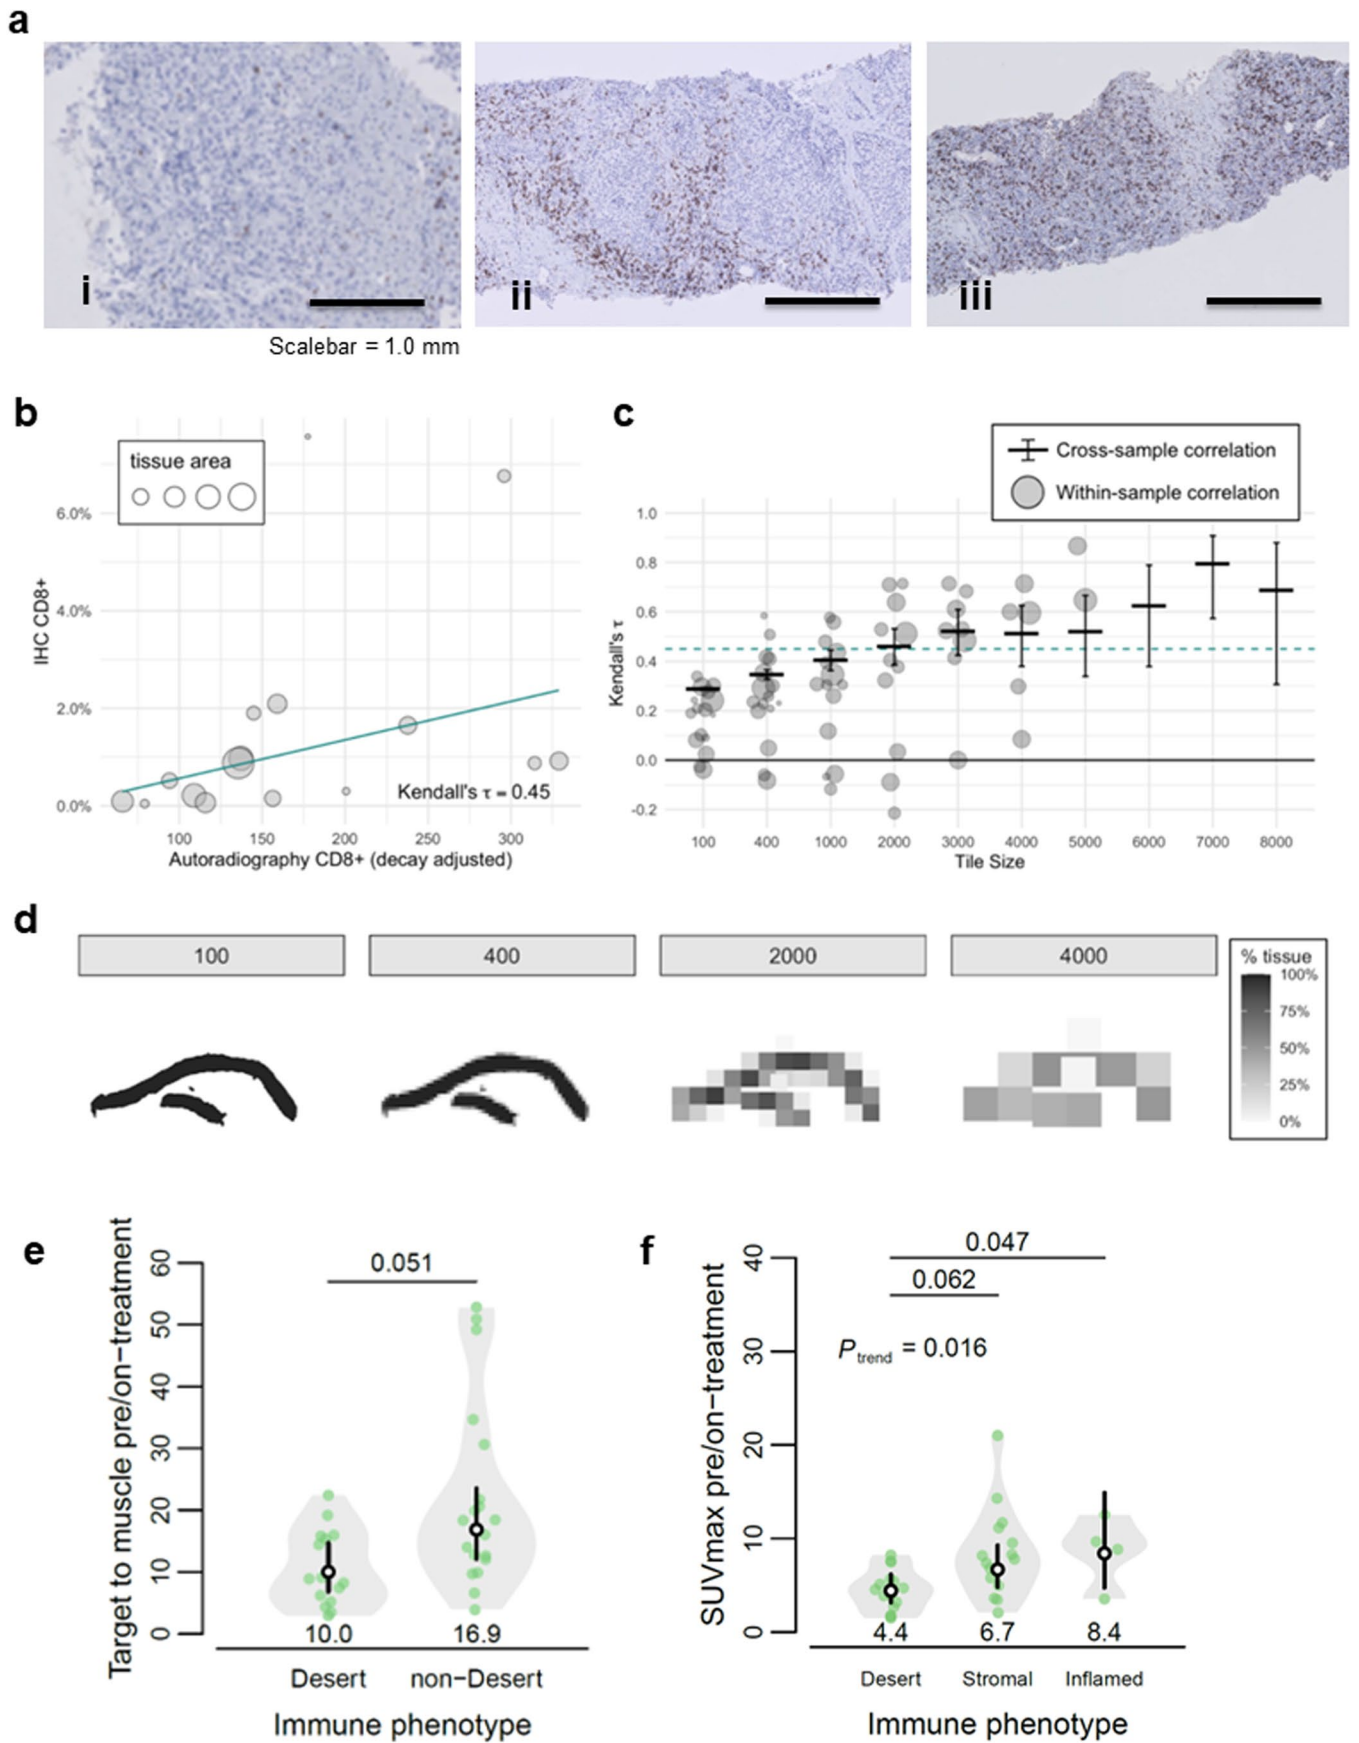 a
i
ii
iii
Scalebar = 1.0 mm
b
tissue area
6.0%
4.0%
2.0%
0.0%
IHC CD8+
Kendall's τ = 0.45
100 150 200 250 300
Autoradiography CD8+ (decay adjusted)
c
Cross-sample correlation
Within-sample correlation
1.0
0.8
0.6
0.4
0.2
0.0
-0.2
Kendall's τ
100 400 1000 2000 3000 4000 5000 6000 7000 8000
Tile Size
d
100 400 2000 4000
% tissue
100%
75%
50%
25%
0%
e
Target to muscle pre/on-treatment
60
50
40
30
20
10
0
0.051
10.0 16.9
Desert non-Desert
Immune phenotype
f
SUVmax pre/on-treatment
40
30
20
10
0
0.047
0.062
Ptrend = 0.016
4.4 6.7 8.4
Desert Stromal Inflamed
Immune phenotype